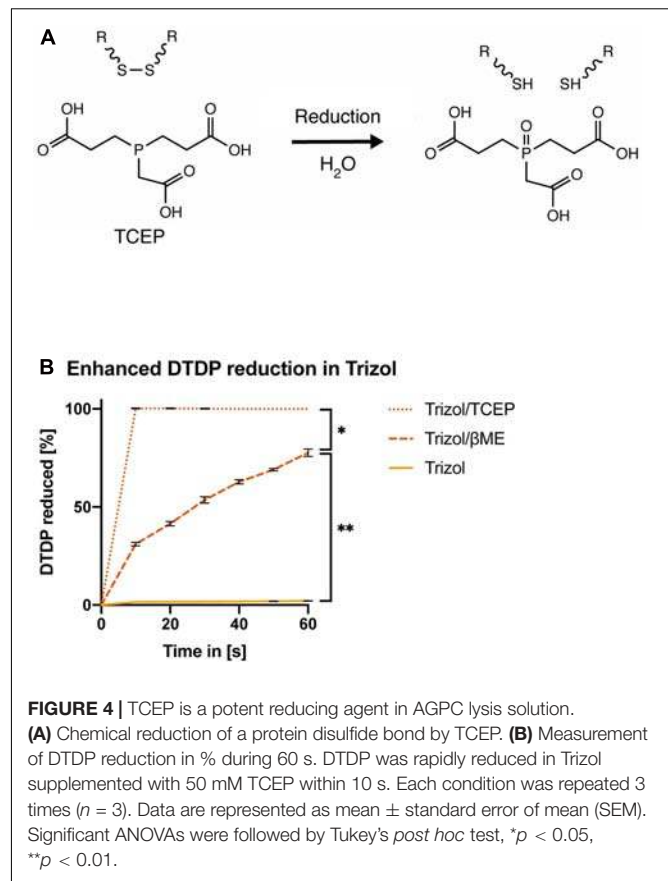 A
R R
S–S
R R
SH SH
OH
O
P
O
OH
O
OH
TCEP
Reduction
H₂O
OH
O
O
P
O
OH
O
OH
B Enhanced DTDP reduction in Trizol
DTDP reduced [%]
100
50
0
0 20 40 60
Time in [s]
*
**
Trizol/TCEP
Trizol/βME
Trizol
FIGURE 4 | TCEP is a potent reducing agent in AGPC lysis solution.
(A) Chemical reduction of a protein disulfide bond by TCEP. (B) Measurement
of DTDP reduction in % during 60 s. DTDP was rapidly reduced in Trizol
supplemented with 50 mM TCEP within 10 s. Each condition was repeated 3
times (n = 3). Data are represented as mean ± standard error of mean (SEM).
Significant ANOVAs were followed by Tukey's post hoc test, *p < 0.05,
**p < 0.01.